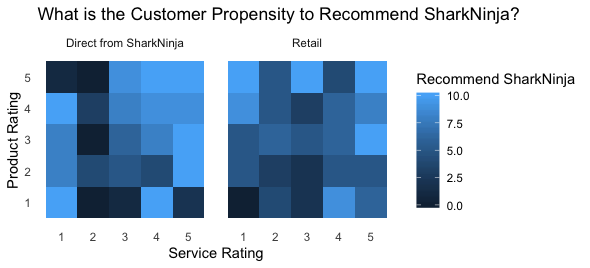 What is the Customer Propensity to Recommend SharkNinja?
Direct from SharkNinja
Retail
Product Rating
5
4
3
2
1
1 2 3 4 5
1 2 3 4 5
Service Rating
Recommend SharkNinja
10.0
7.5
5.0
2.5
0.0